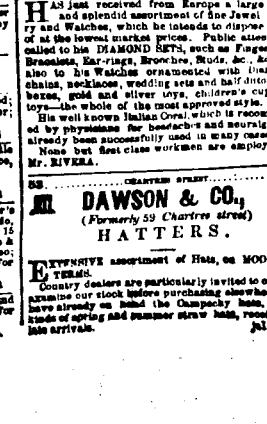 HAS just received from Europe a large
and splendid assortment of fine Jewel
ry and Watches, which he intends to dispose
of at the lowest market prices. Public atten
called to his DIAMOND SETS, such as Finger
Bracelets, Ear-rings, Brooches, Studs, &c., &c
also to his Watches ornamented with Dia
chains, necklaces, wedding sets and half ditto
boxes, gold and silver toys, children's cups
toys—the whole of the most approved style.
His well known Italian Coral, which is recom
ed by physicians for headaches and neuralg
already been successfully used in many cases
None but first class workmen are employ
Mr. RIVERA.
53. CHARTRES STREET
DAWSON & CO.,
(Formerly 59 Chartres street)
HATTERS.
EXTENSIVE assortment of Hats, on MOD
TERMS.
Country dealers are particularly invited to c
examine our stock before purchasing elsewhe
have already on hand the Campeachy hats,
kinds of spring and summer straw hats, rece
late arrivals.